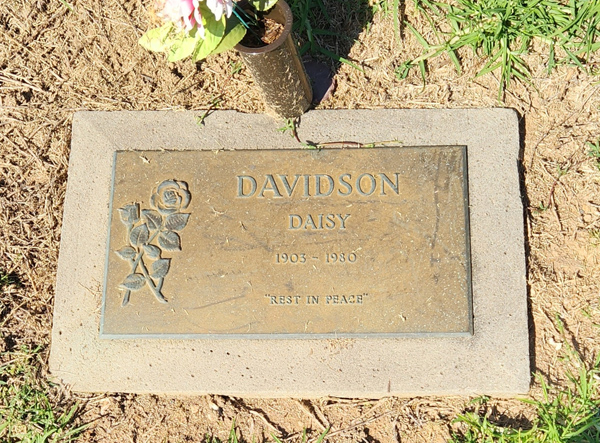 DAVIDSON
DAISY
1903 - 1980
"REST IN PEACE"